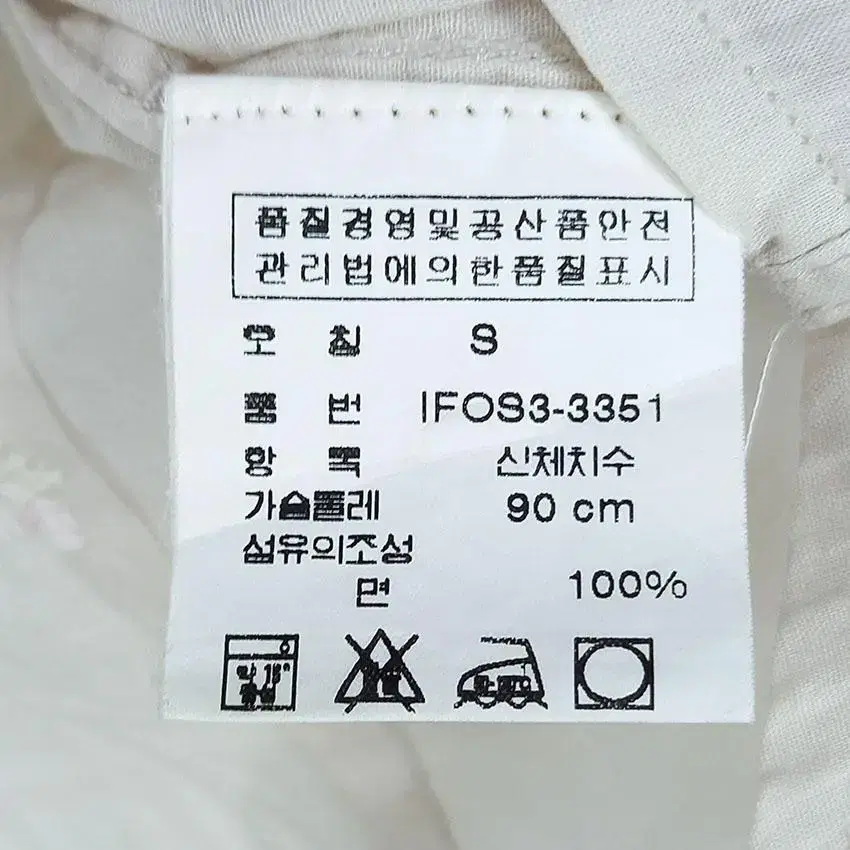 품질경영및공산품안전
관리법에의한품질표시
호 칭 S
품 번 IFOS3-3351
항 목 신체치수
가슴둘레 90 cm
섬유의조성
면 100%